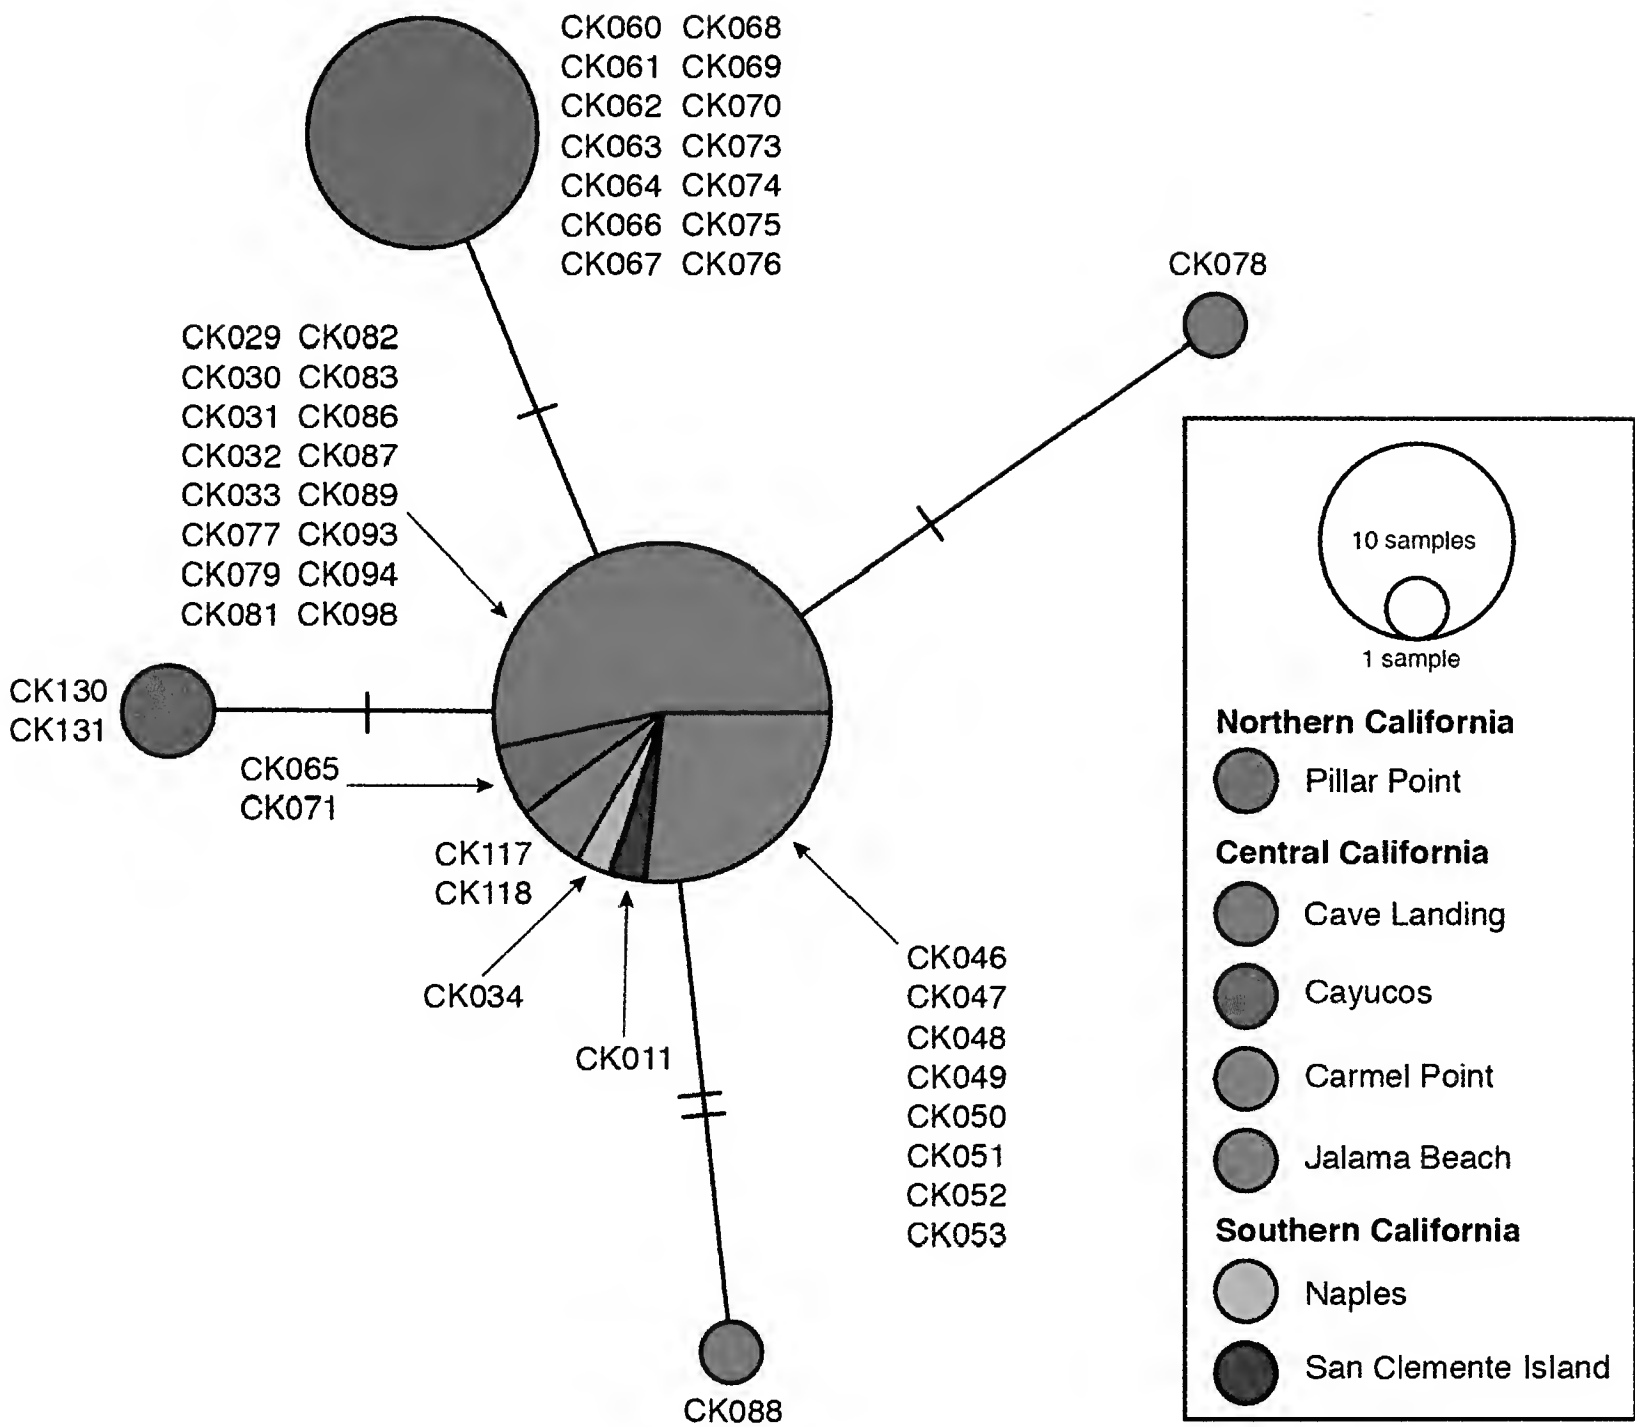 CK060 CK068
CK061 CK069
CK062 CK070
CK063 CK073
CK064 CK074
CK066 CK075
CK067 CK076
CK078
CK029 CK082
CK030 CK083
CK031 CK086
CK032 CK087
CK033 CK089
CK077 CK093
CK079 CK094
CK081 CK098
CK130
CK131
CK065
CK071
CK117
CK118
CK034
CK011
CK046
CK047
CK048
CK049
CK050
CK051
CK052
CK053
CK088
10 samples
1 sample
Northern California
Pillar Point
Central California
Cave Landing
Cayucos
Carmel Point
Jalama Beach
Southern California
Naples
San Clemente Island